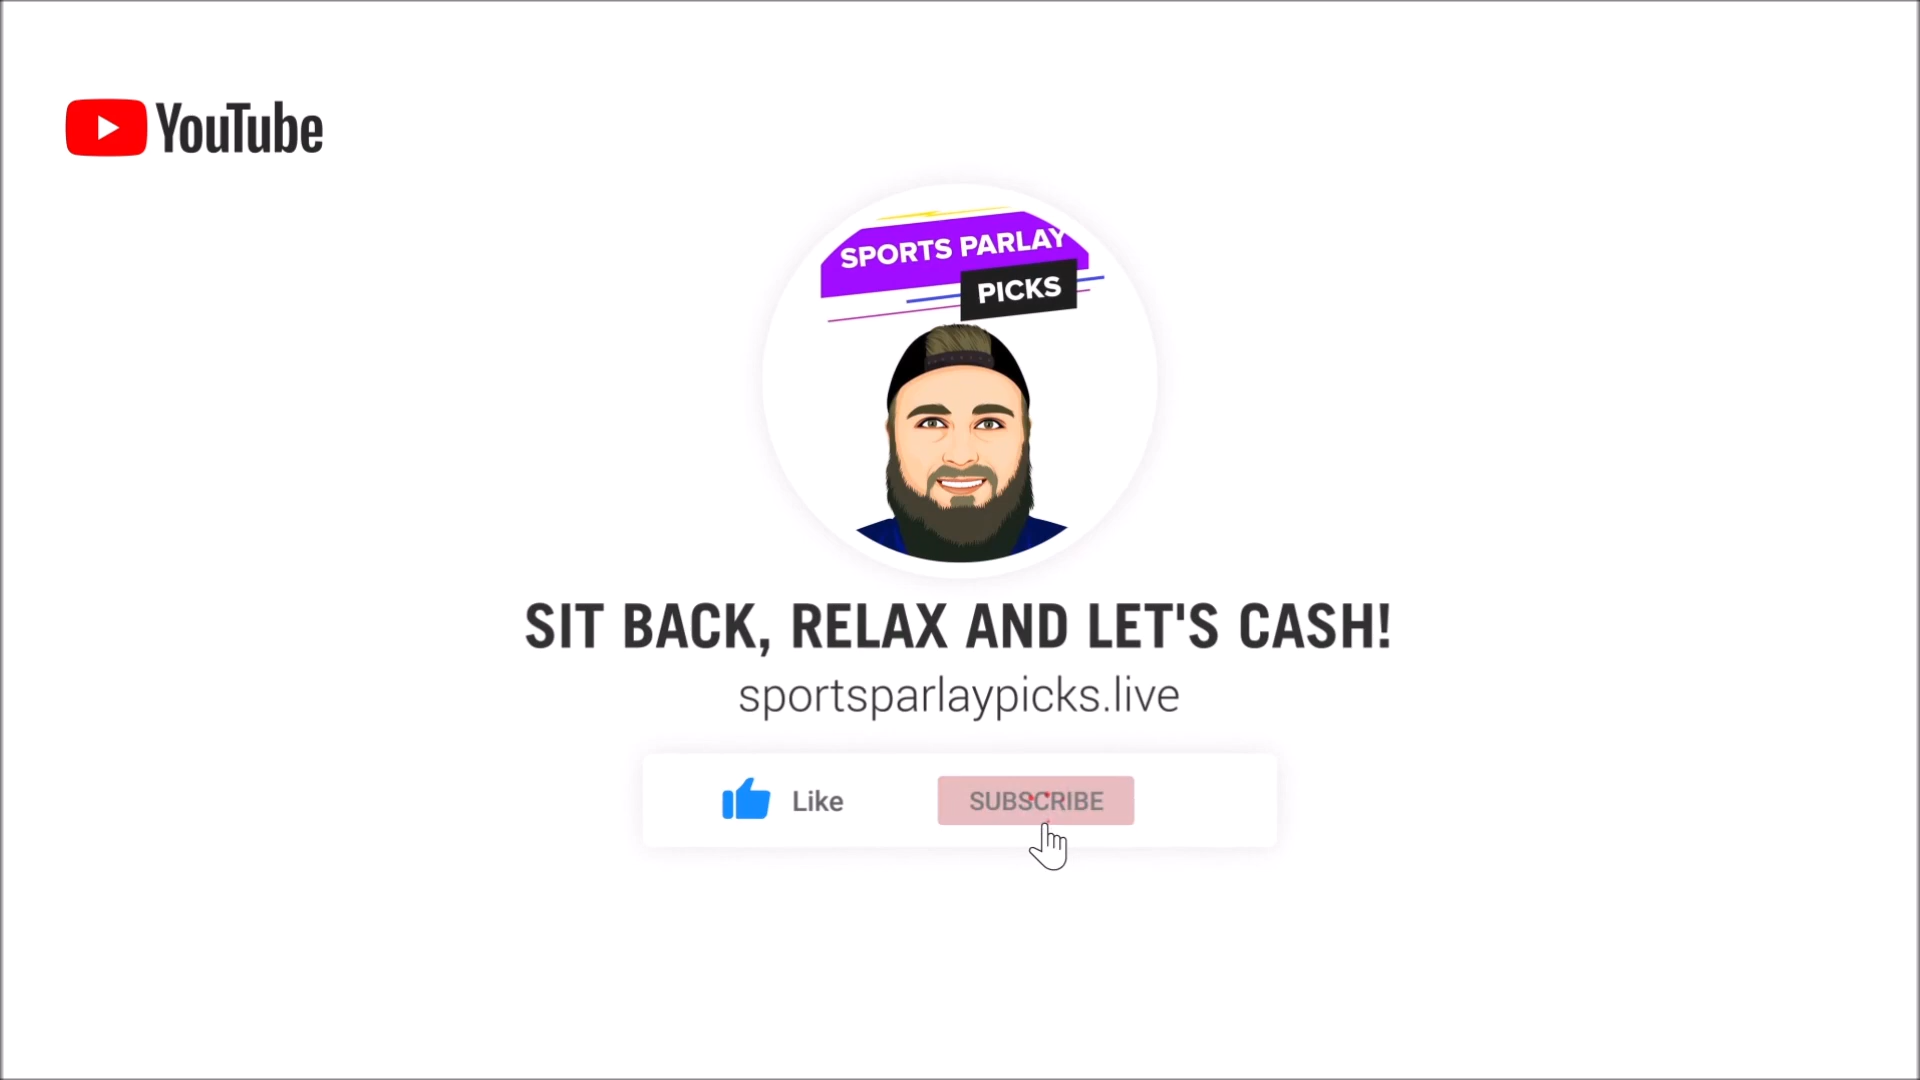 YouTube
SPORTS PARLAY
PICKS
SIT BACK, RELAX AND LET'S CASH!
sportsparlaypicks.live
Like
SUBSCRIBE